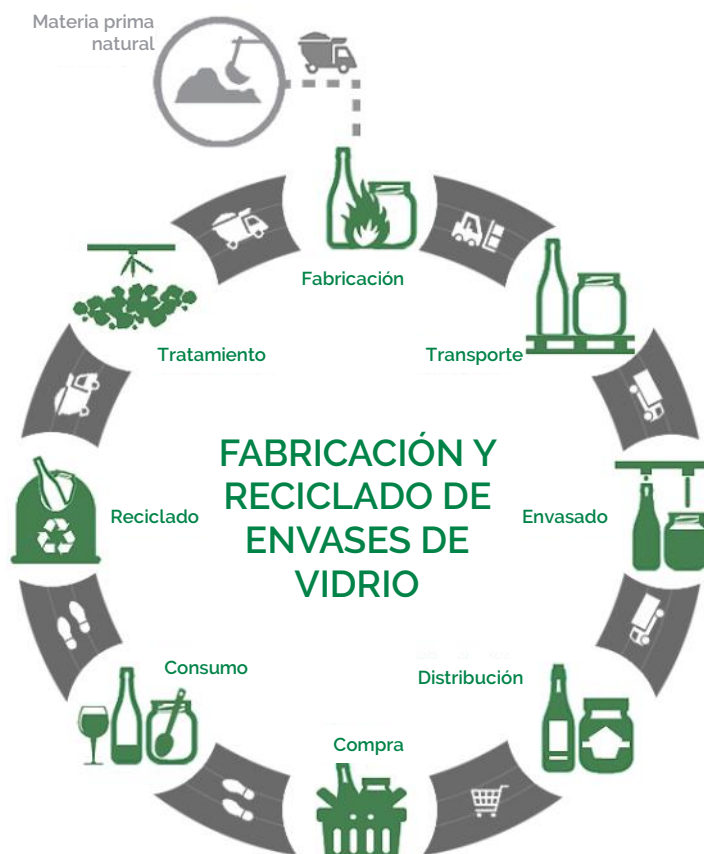 Materia prima
natural
Fabricación
Tratamiento
Transporte
FABRICACIÓN Y
RECICLADO DE
ENVASES DE
VIDRIO
Reciclado
Envasado
Consumo
Distribución
Compra